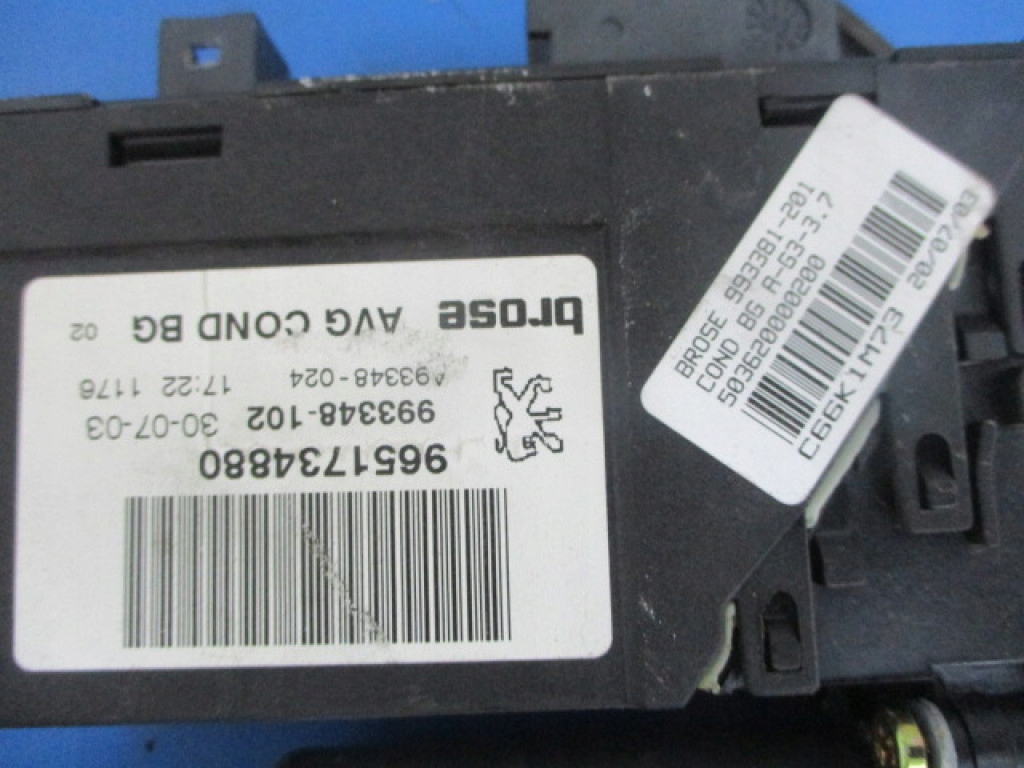 brose AVG COND BG 02
A93348-024 17:22 1176
993348-102 30-07-03
9651734880
BROSE 993381-201
COND BG A-G3-3.7
503620000200
C66K1M73 20/07/03